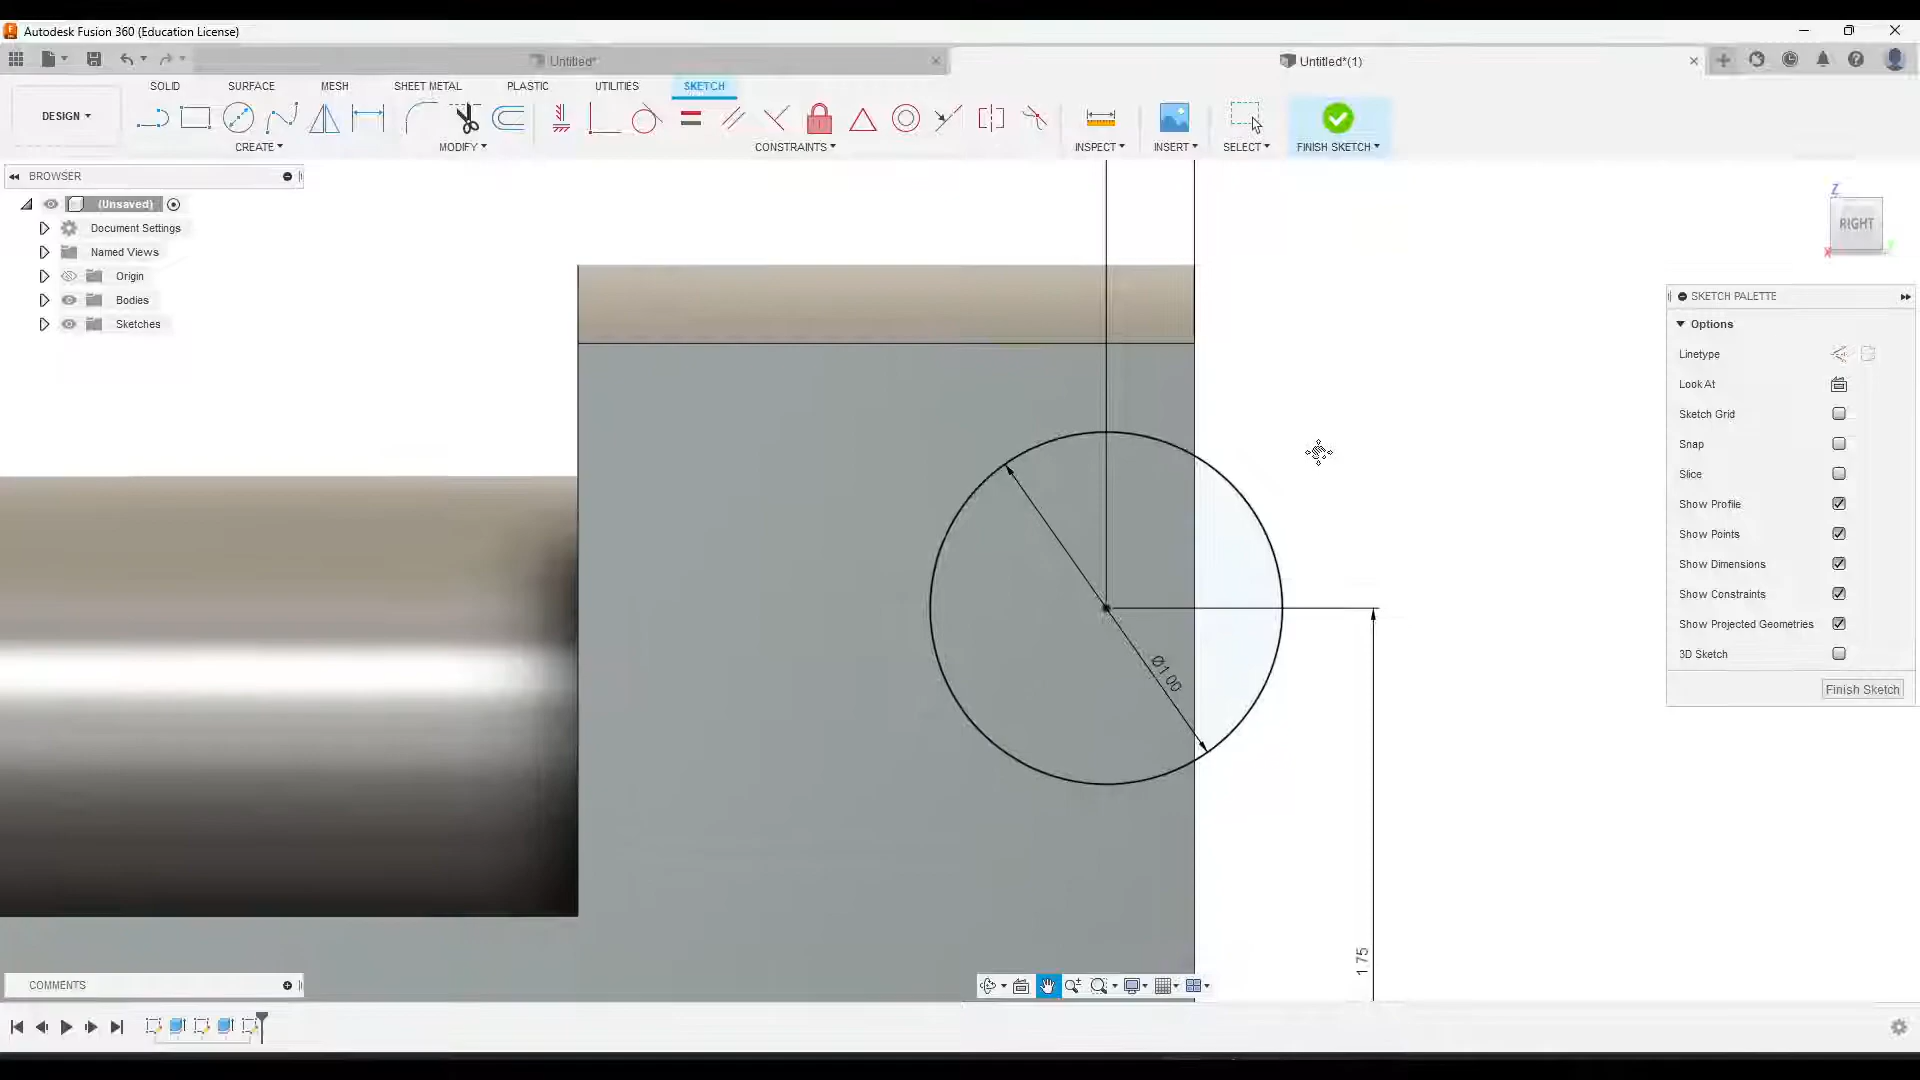 Autodesk Fusion 360 (Education License)
Untitled*
Untitled*(1)
SOLID SURFACE MESH SHEET METAL PLASTIC UTILITIES SKETCH
DESIGN
CREATE MODIFY CONSTRAINTS INSPECT INSERT SELECT FINISH SKETCH
BROWSER
(Unsaved)
Document Settings
Named Views
Origin
Bodies
Sketches
Z
RIGHT
X
Y
SKETCH PALETTE
Options
Linetype
Look At
Sketch Grid
Snap
Slice
Show Profile
Show Points
Show Dimensions
Show Constraints
Show Projected Geometries
3D Sketch
Finish Sketch
Ø1.00
1.75
COMMENTS